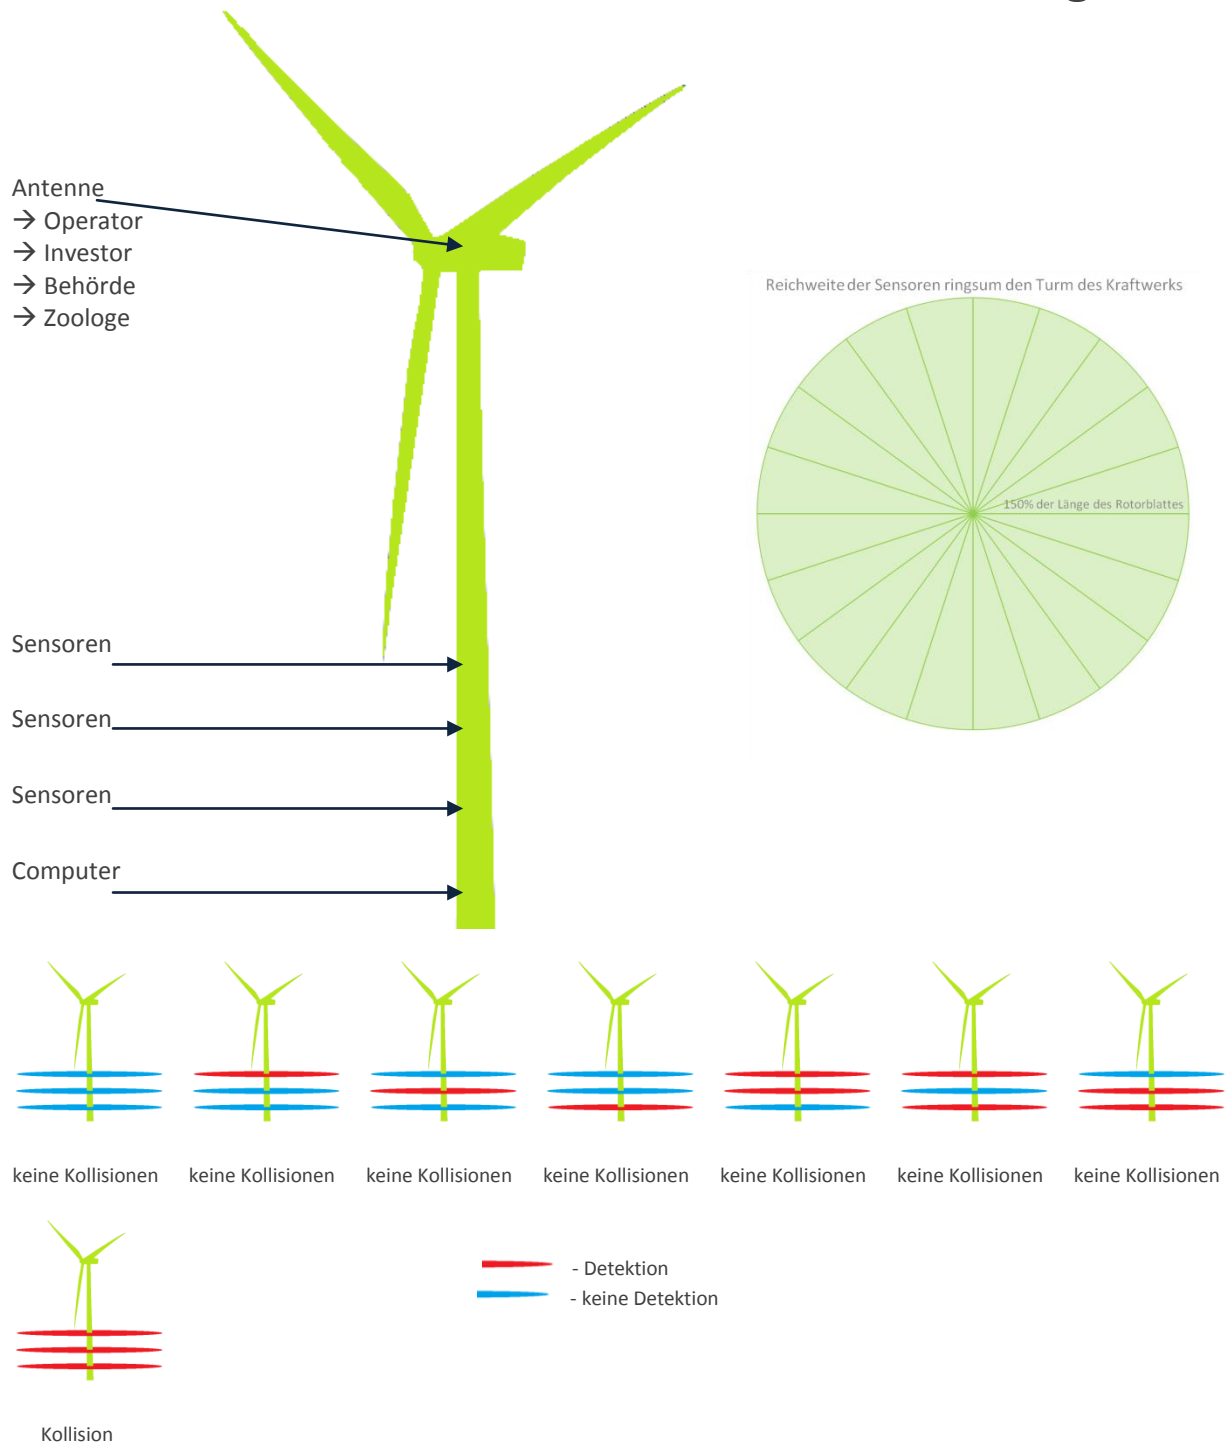 Antenne
→ Operator
→ Investor
→ Behörde
→ Zoologe
Reichweite der Sensoren ringsum den Turm des Kraftwerks
150% der Länge des Rotorblattes
Sensoren
Sensoren
Sensoren
Computer
keine Kollisionen
keine Kollisionen
keine Kollisionen
keine Kollisionen
keine Kollisionen
keine Kollisionen
keine Kollisionen
- Detektion
- keine Detektion
Kollision